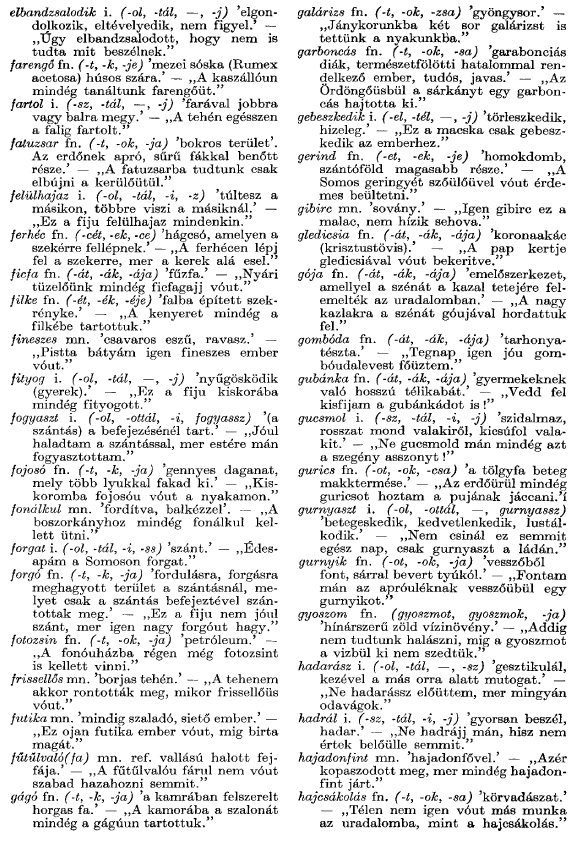 elbandzsalodik i. (-ol, -tál, —, -j) 'elgon-
dolkozik, eltévelyedik, nem figyel.' —
„Úgy elbandzsalodott, hogy nem is
tudta mit beszélnek."
farengő fn. (-t, -k, -je) 'mezei sóska (Rumex
acetosa) húsos szára.' — „A kaszállóun
mindég tanáltunk farengőüt."
fartol i. (-sz, -tál, —, -j) 'farával jobbra
vagy balra megy.' — „A tehén egésszen
a falig fartolt."
fatuzsar fn. (-t, -ok, -ja) 'bokros terület'.
Az erdőnek apró, sűrű fákkal benőtt
része.' — „A fatuzsarba tudtunk csak
elbújni a kerülőütül."
felülhajaz i. (-ol, -tál, -i, -z) 'túltesz a
másikon, többre viszi a másiknál.' —
„Ez a fiju felülhajaz mindenkin."
ferhéc fn. (-cét, -ek, -ce) 'hágcsó, amelyen a
szekérre fellépnek.' — „A ferhécen lépj
fel a szekerre, mer a kerek alá esel."
ficfa fn. (-át, -ák, -ája) 'fűzfa.' — „Nyári
tüzelőünk mindég ficfagajj vóut."
filke fn. (-ét, -ék, -éje) 'falba épített szek-
rényke.' — „A kenyeret mindég a
filkébe tartottuk."
fineszes mn. 'csavaros eszű, ravasz.' —
„Pistta bátyám igen fineszes ember
vóut."
fityog i. (-ol, -tál, —, -j) 'nyűgösködik
(gyerek).' — „Ez a fiju kiskorába
mindég fityogott."
fogyaszt i. (-ol, -ottál, -i, fogyassz) '(a
szántás) a befejezésénél tart.' — „Jóul
haladtam a szántással, mer estére mán
fogyasztottam."
fojosó fn. (-t, -k, -ja) 'gennyes daganat,
mely több lyukkal fakad ki.' — „Kis-
koromba fojosóu vóut a nyakamon."
fonálkul mn. 'fordítva, balkézzel'. — „A
boszorkányhoz mindég fonálkul kel-
lett ütni."
forgat i. (-ol, -tál, -i, -ss) 'szánt.' — „Édes-
apám a Somoson forgat."
forgó fn. (-t, -k, -ja) 'fordulásra, forgásra
meghagyott terület a szántásnál, me-
lyet csak a szántás befejeztével szán-
tottak meg.' — „Ez a fiju nem jóul
szánt, mer igen nagy forgóut hagy."
fotozsin fn. (-t, -ok, -ja) 'petróleum.' —
„A fonóuházba régen még fotozsint
is kellett vinni."
frissellős mn. 'borjas tehén.' — „A tehenem
akkor rontották meg, mikor frissellőüs
vóut."
futika mn. 'mindig szaladó, siető ember.' —
„Ez ojan futika ember vóut, mig birta
magát."
fűtűlvaló(fa) mn. ref. vallású halott fej-
fája.' — „A fűtűlvalóu fárul nem vóut
szabad hazahozni semmit."
gágó fn. (-t, -k, -ja) 'a kamrában felszerelt
horgas fa.' — „A kamorába a szalonát
mindég a gágóun tartottuk."
galárizs fn. (-t, -ok, -zsa) 'gyöngysor.' —
„Jánykorunkba két sor galárizst is
tettünk a nyakunkba."
garboncás fn. (-t, -ok, -sa) 'garabonciás
diák, természetfölötti hatalommal ren-
delkező ember, tudós, javas.' — „Az
Ördöngöüsbül a sárkányt egy garbon-
cás hajtotta ki."
gebeszkedik i. (-el, -tél, —, -j) 'törleszkedik,
hizeleg.' — „Ez a macska csak gebesz-
kedik az emberhez."
gerind fn. (-et, -ek, -je) 'homokdomb,
szántóföld magasabb része.' — „A
Somos geringyét szőülőüvel vóut érde-
mes beültetni."
gibirc mn. 'sovány.' — „Igen gibirc ez a
malac, nem hízik sehova."
gledicsia fn. (-át, -ák, -ája) 'koronaakác
(krisztustövis).' — „A pap kertje
gledicsiával vóut bekeritve."
gója fn. (-át, -ák, -ája) 'emelőszerkezet,
amellyel a szénát a kazal tetejére fel-
emelték az uradalomban.' — „A nagy
kazlakra a szénát góujával hordattuk
fel."
gombóda fn. (-át, -ák, -ája) 'tarhonya-
tészta.' — „Tegnap igen jóu gom-
bóudalevest főüztem."
gubánka fn. (-át, -ák, -ája) 'gyermekeknek
való hosszú télikabát.' — „Vedd fel
kisfijam a gubánkádot is!"
gucsmol i. (-sz, -tál, -i, -j) 'szidalmaz,
rosszat mond valakiről, kicsúfol vala-
kit.' — „Ne gucsmold mán mindég azt
a szegény asszonyt!"
gurics fn. (-ot, -ok, -csa) 'a tölgyfa beteg
makktermése.' — „Az erdőürül mindég
guricsot hoztam a pujának jáccani.'í
gurnyaszt i. (-ol, -ottál, —, gurnyassz)
'betegeskedik, kedvetlenkedik, lustál-
kodik.' — „Nem csinál ez semmit
egész nap, csak gurnyaszt a ládán."
gurnyik fn. (-ot, -ok, -ja) 'vesszőből
font, sárral bevert tyúkól.' — „Fontam
mán az apróuléknak vesszőübül egy
gurnyikot."
gyoszom fn. (gyoszmot, gyoszmok, -ja)
'hínárszerű zöld vízinövény.' — „Addig
nem tudtunk halászni, mig a gyoszmot
a vizbül ki nem szedtük."
hadarász i. (-ol, -tál, —, -sz) 'gesztikulál,
kezével a más orra alatt mutogat.' —
„Ne hadarássz előüttem, mer mingyán
odavágok."
hadrál i. (-sz, -tál, -i, -j) 'gyorsan beszél,
hadar.' — „Ne hadrájj mán, hisz nem
értek belőülle semmit."
hajadonfint mn. 'hajadonfővel.' — „Azér
kopaszodott meg, mer mindég hajadon-
fint járt."
hajcsákolás fn. (-t, -ok, -sa) 'körvadászat.'
— „Télen nem igen vóut más munka
az uradalomba, mint a hajcsákolás."